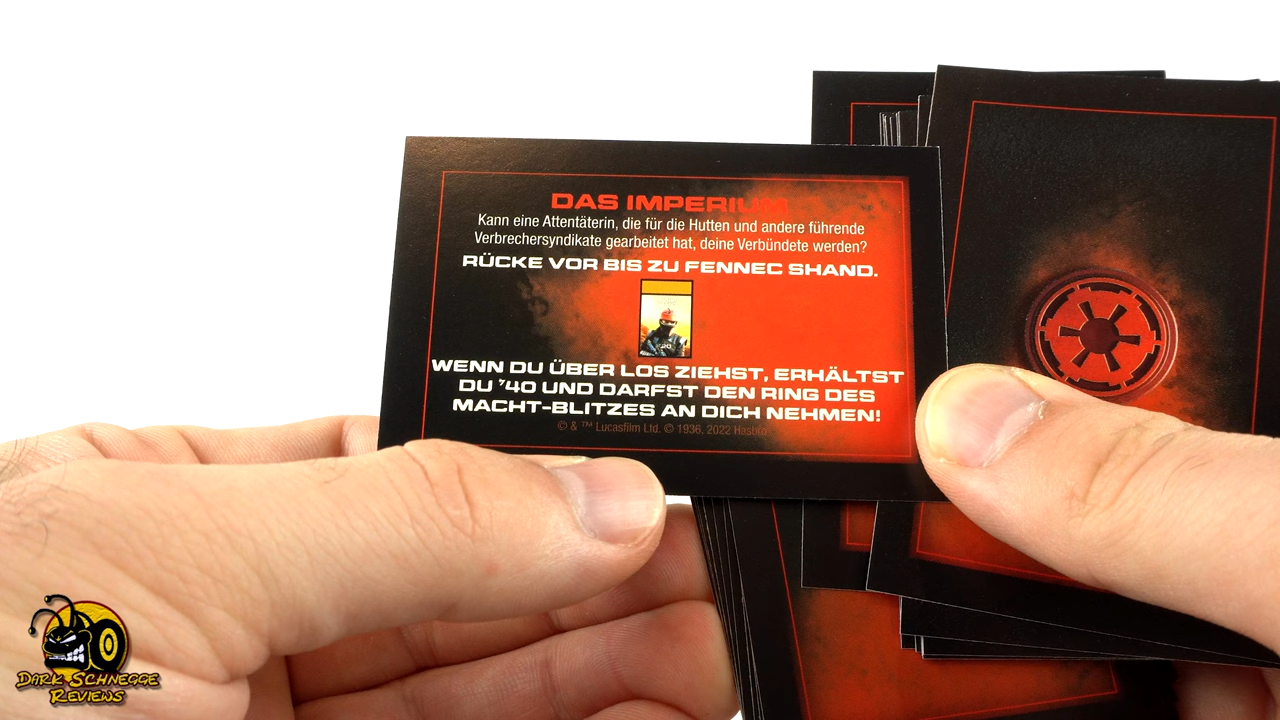 DAS IMPERIUM
Kann eine Attentäterin, die für die Hutten und andere führende
Verbrechersyndikate gearbeitet hat, deine Verbündete werden?
RÜCKE VOR BIS ZU FENNEC SHAND.
WENN DU ÜBER LOS ZIEHST, ERHÄLTST
DU ’40 UND DARFST DEN RING DES
MACHT-BLITZES AN DICH NEHMEN!
© & ™ Lucasfilm Ltd. © 1936, 2022 Hasbro
DARK SCHNEGGE
REVIEWS